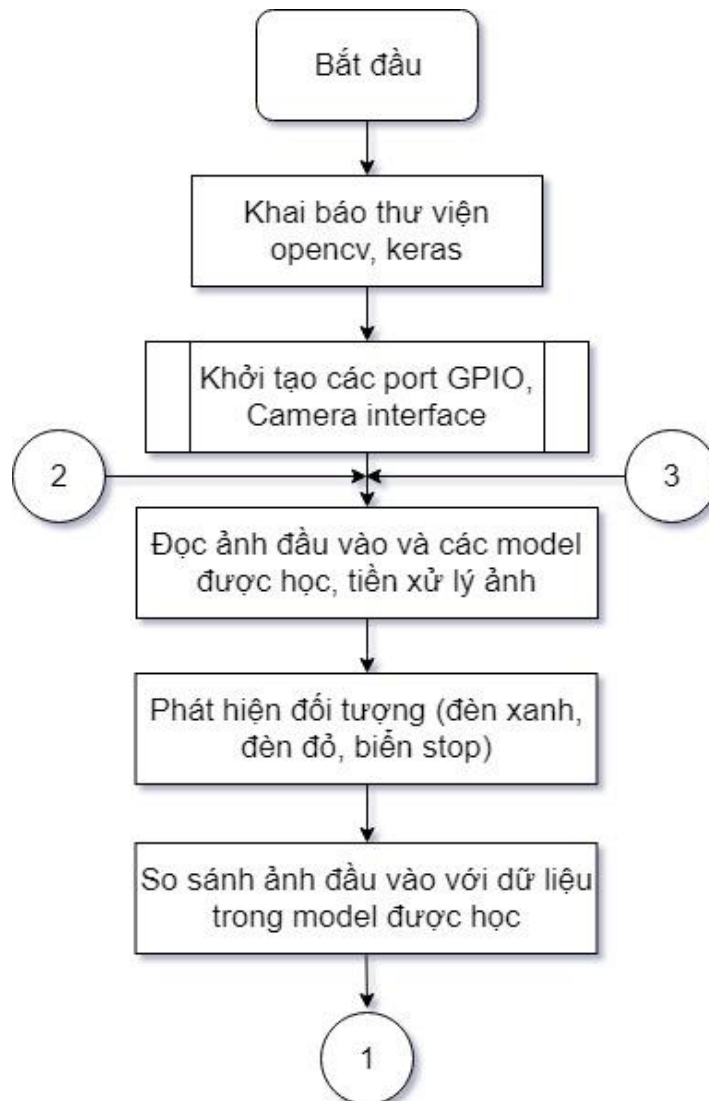 Bắt đầu
Khai báo thư viện
opencv, keras
Khởi tạo các port GPIO,
Camera interface
2
3
Đọc ảnh đầu vào và các model
được học, tiền xử lý ảnh
Phát hiện đối tượng (đèn xanh,
đèn đỏ, biển stop)
So sánh ảnh đầu vào với dữ liệu
trong model được học
1